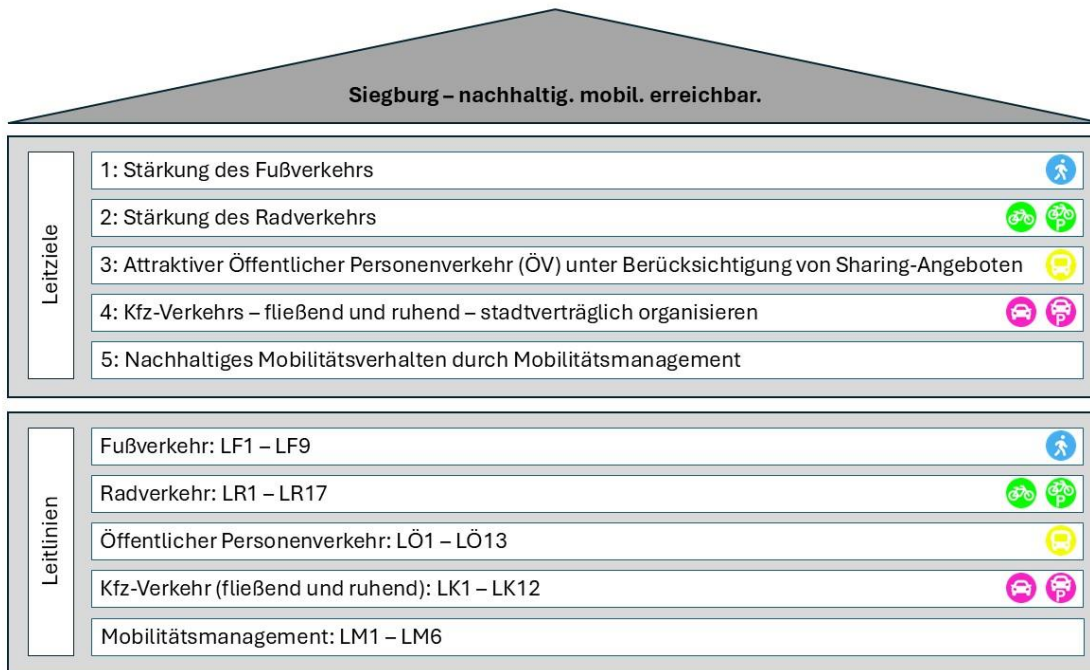 Siegburg – nachhaltig. mobil. erreichbar.
Leitziele
1: Stärkung des Fußverkehrs
2: Stärkung des Radverkehrs
P
3: Attraktiver Öffentlicher Personenverkehr (ÖV) unter Berücksichtigung von Sharing-Angeboten
4: Kfz-Verkehrs – fließend und ruhend – stadtverträglich organisieren
P
5: Nachhaltiges Mobilitätsverhalten durch Mobilitätsmanagement
Leitlinien
Fußverkehr: LF1 – LF9
Radverkehr: LR1 – LR17
P
Öffentlicher Personenverkehr: LÖ1 – LÖ13
Kfz-Verkehr (fließend und ruhend): LK1 – LK12
P
Mobilitätsmanagement: LM1 – LM6